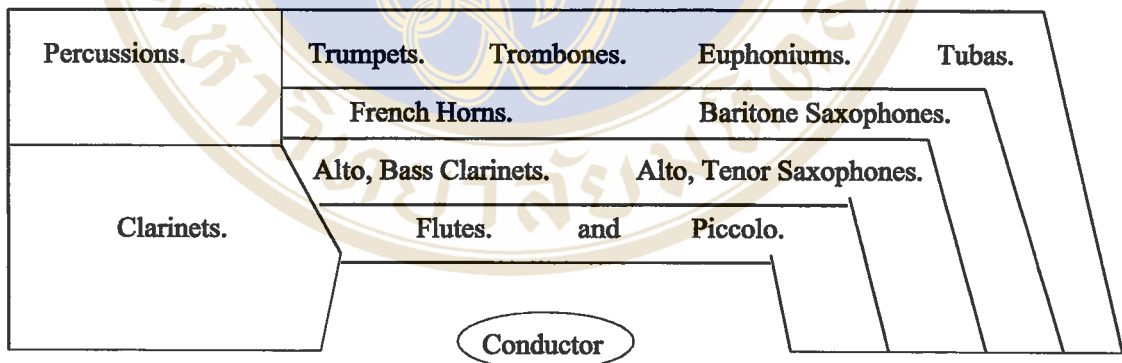 Percussions. Trumpets. Trombones. Euphoniums. Tubas.
French Horns. Baritone Saxophones.
Alto, Bass Clarinets. Alto, Tenor Saxophones.
Clarinets. Flutes. and Piccolo.
Conductor